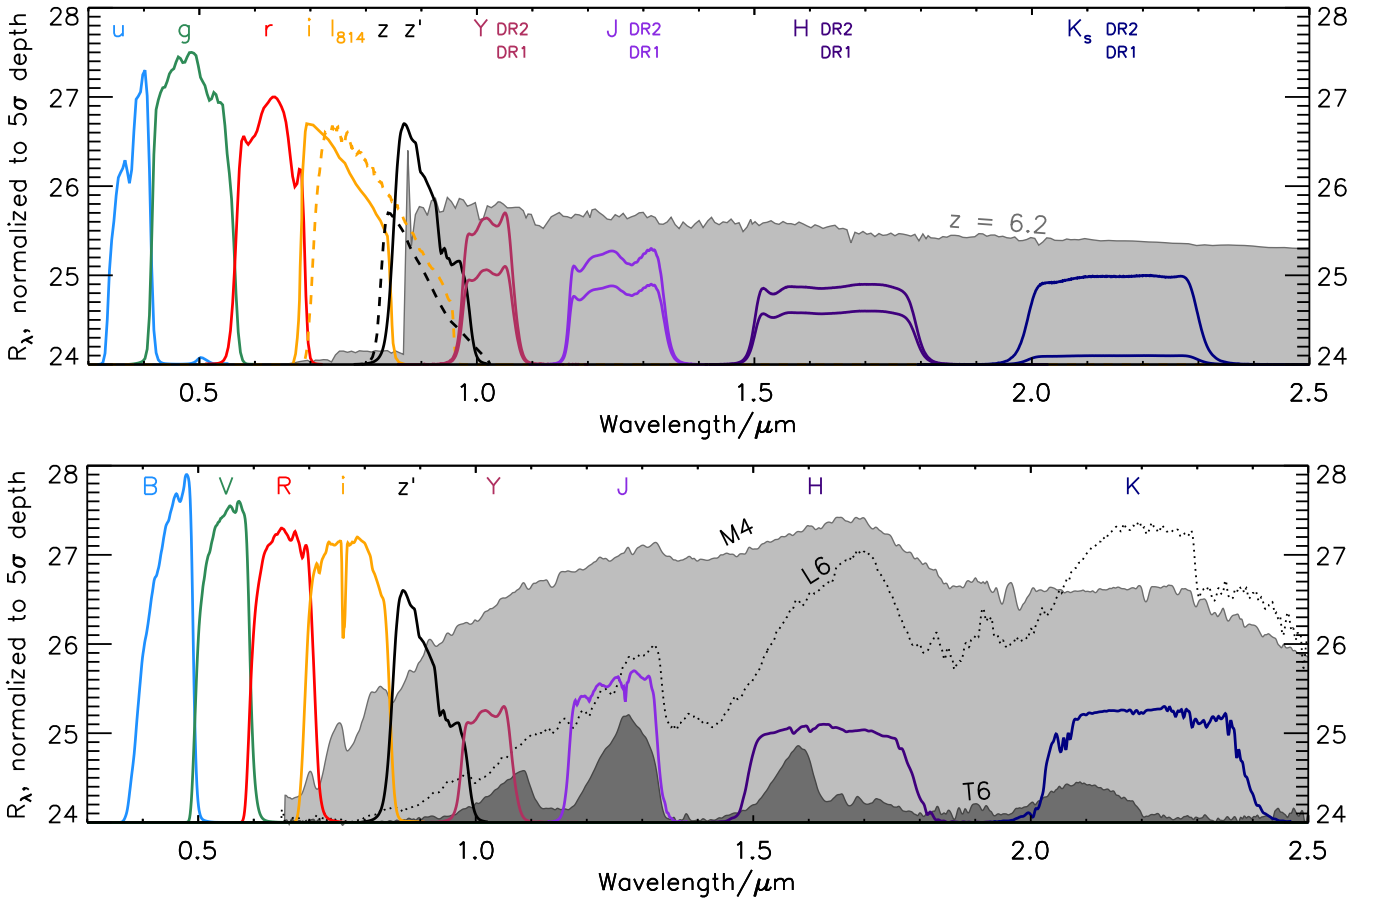 28 u g r i I814 z z' Y DR2 J DR2 H DR2 Ks DR2 28
DR1 DR1 DR1 DR1
27 27
26 26
z = 6.2
25 25
24 24
Rλ, normalized to 5σ depth
0.5 1.0 1.5 2.0 2.5
Wavelength/μm
28 B V R i z' Y J H K 28
M4
27 27
L6
26 26
25 25
T6
24 24
Rλ, normalized to 5σ depth
0.5 1.0 1.5 2.0 2.5
Wavelength/μm